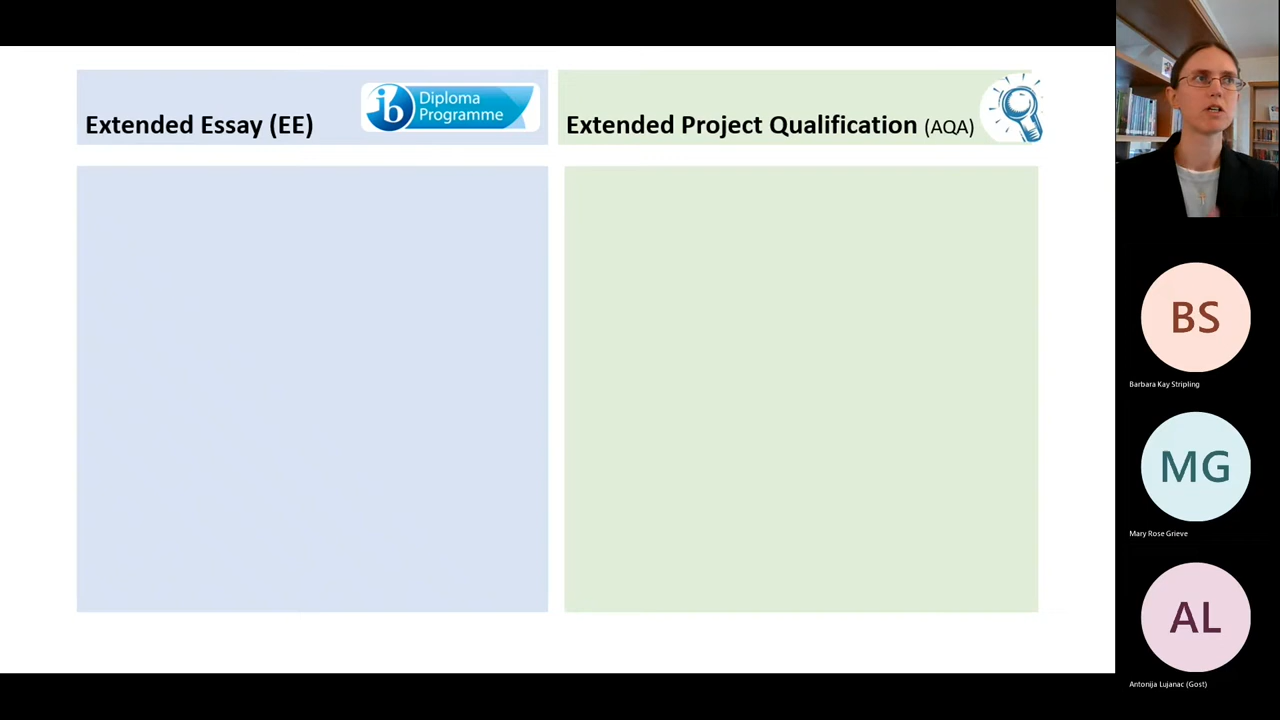 Extended Essay (EE)
ib Diploma
Programme
Extended Project Qualification (AQA)
BS
Barbara Kay Stripling
MG
Mary Rose Grieve
AL
Antonija Lujanac (Gost)